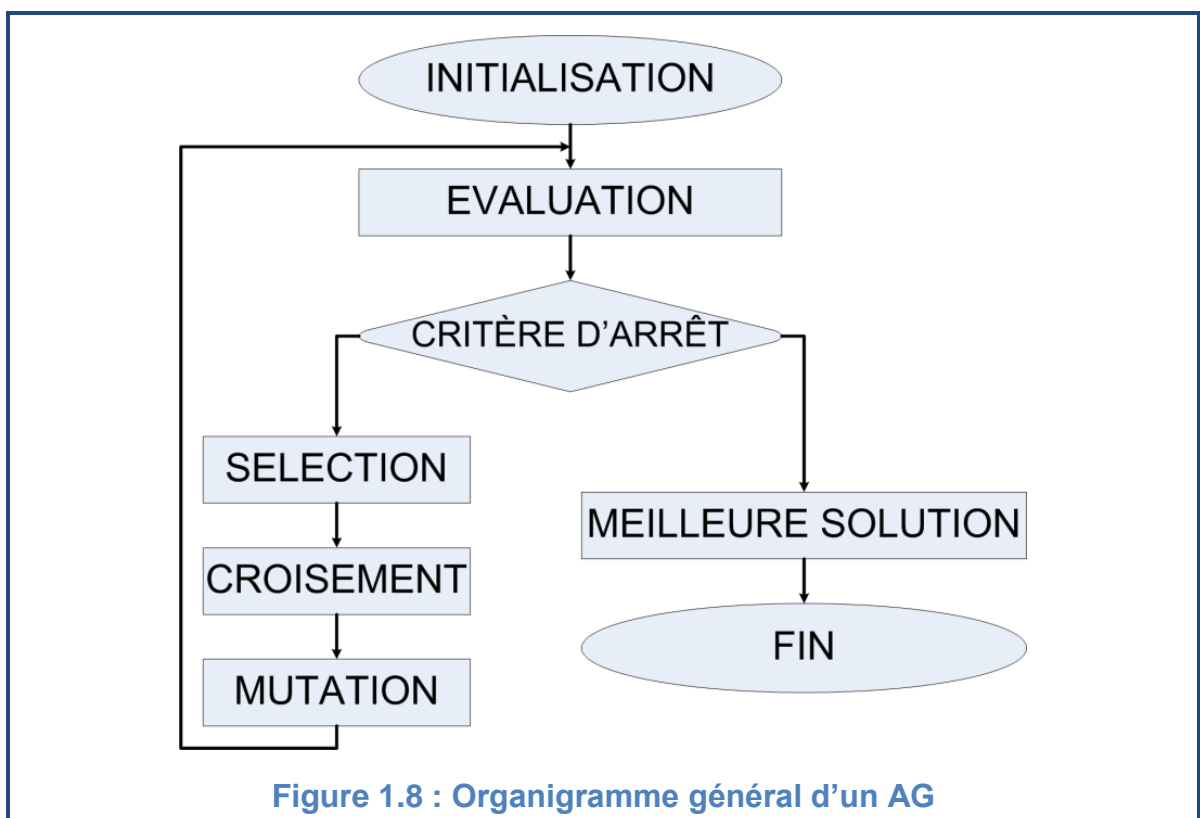 INITIALISATION
EVALUATION
CRITÈRE D'ARRÊT
SELECTION
CROISEMENT
MUTATION
MEILLEURE SOLUTION
FIN
Figure 1.8 : Organigramme général d'un AG